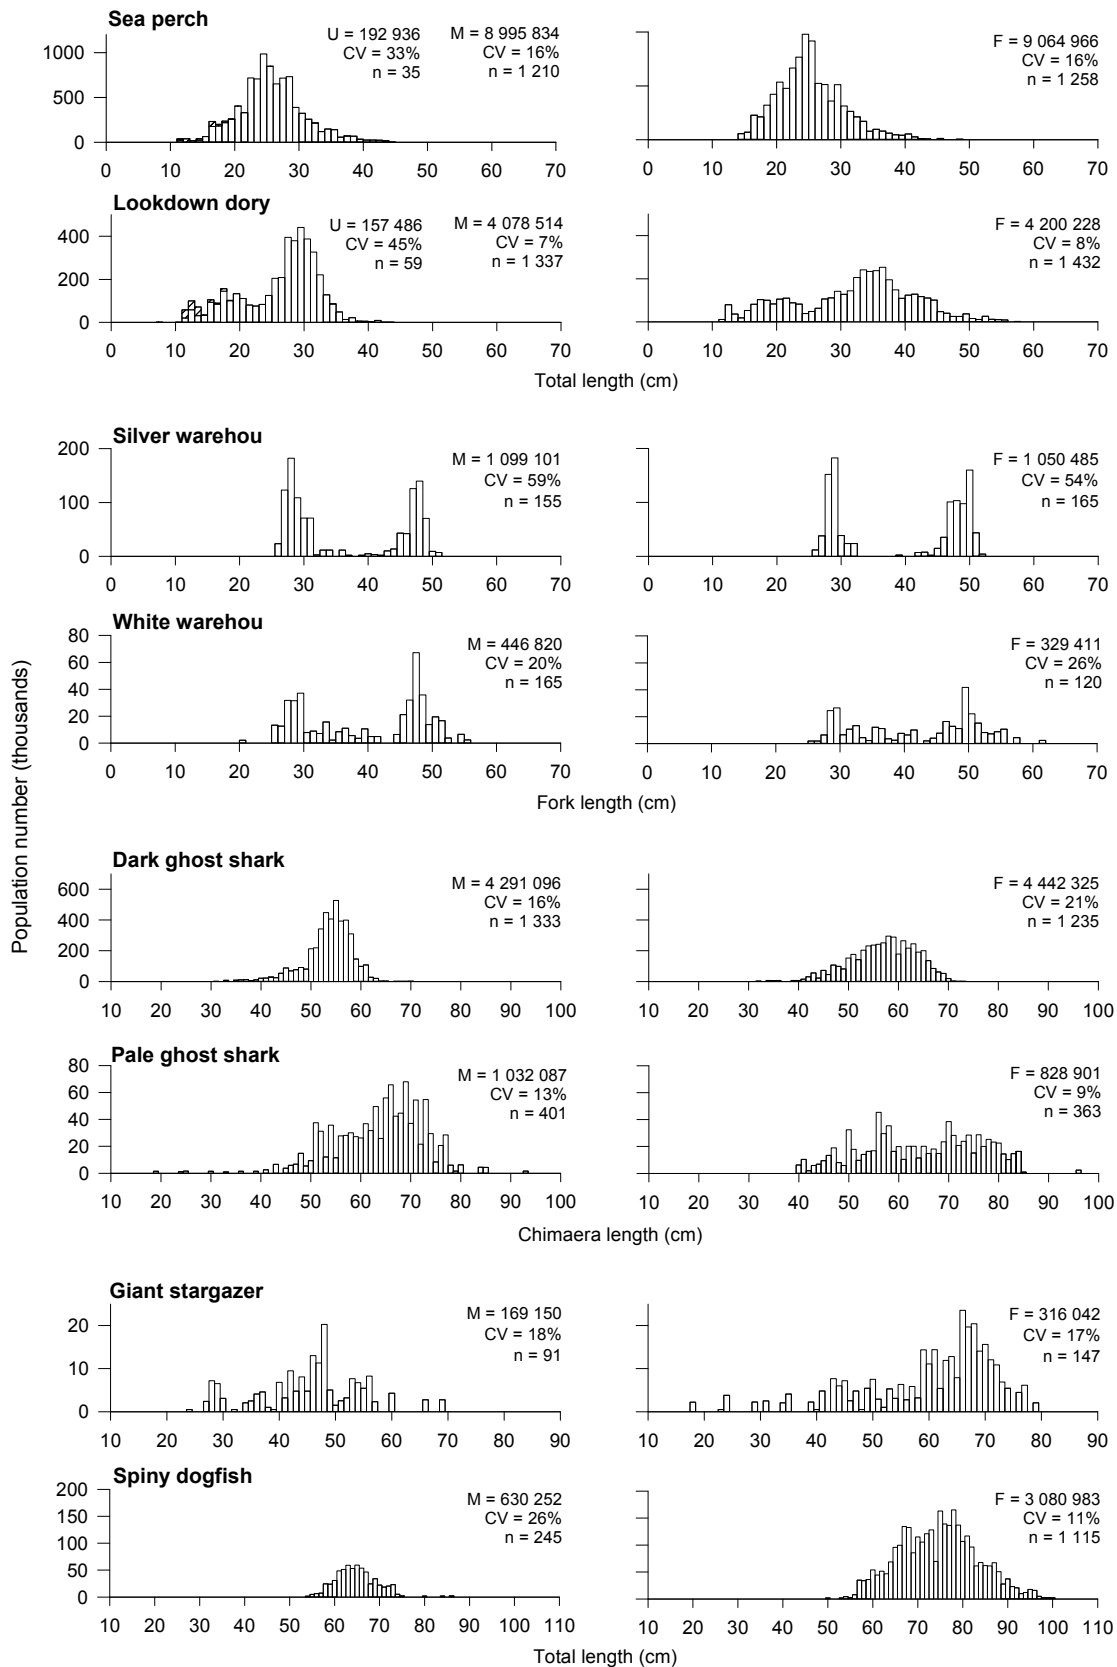 Sea perch
U = 192 936 M = 8 995 834
CV = 33% CV = 16%
n = 35 n = 1 210
F = 9 064 966
CV = 16%
n = 1 258
1000
500
0
0 10 20 30 40 50 60 70
0 10 20 30 40 50 60 70
Lookdown dory
U = 157 486 M = 4 078 514
CV = 45% CV = 7%
n = 59 n = 1 337
F = 4 200 228
CV = 8%
n = 1 432
400
200
0
0 10 20 30 40 50 60 70
0 10 20 30 40 50 60 70
Total length (cm)
Silver warehou
M = 1 099 101
CV = 59%
n = 155
F = 1 050 485
CV = 54%
n = 165
200
100
0
0 10 20 30 40 50 60 70
0 10 20 30 40 50 60 70
White warehou
M = 446 820
CV = 20%
n = 165
F = 329 411
CV = 26%
n = 120
80
60
40
20
0
0 10 20 30 40 50 60 70
0 10 20 30 40 50 60 70
Fork length (cm)
Population number (thousands)
Dark ghost shark
M = 4 291 096
CV = 16%
n = 1 333
F = 4 442 325
CV = 21%
n = 1 235
600
400
200
0
10 20 30 40 50 60 70 80 90 100
10 20 30 40 50 60 70 80 90 100
Pale ghost shark
M = 1 032 087
CV = 13%
n = 401
F = 828 901
CV = 9%
n = 363
80
60
40
20
0
10 20 30 40 50 60 70 80 90 100
10 20 30 40 50 60 70 80 90 100
Chimaera length (cm)
Giant stargazer
M = 169 150
CV = 18%
n = 91
F = 316 042
CV = 17%
n = 147
20
10
0
10 20 30 40 50 60 70 80 90
10 20 30 40 50 60 70 80 90
Spiny dogfish
M = 630 252
CV = 26%
n = 245
F = 3 080 983
CV = 11%
n = 1 115
200
150
100
50
0
10 20 30 40 50 60 70 80 90 100 110
10 20 30 40 50 60 70 80 90 100 110
Total length (cm)